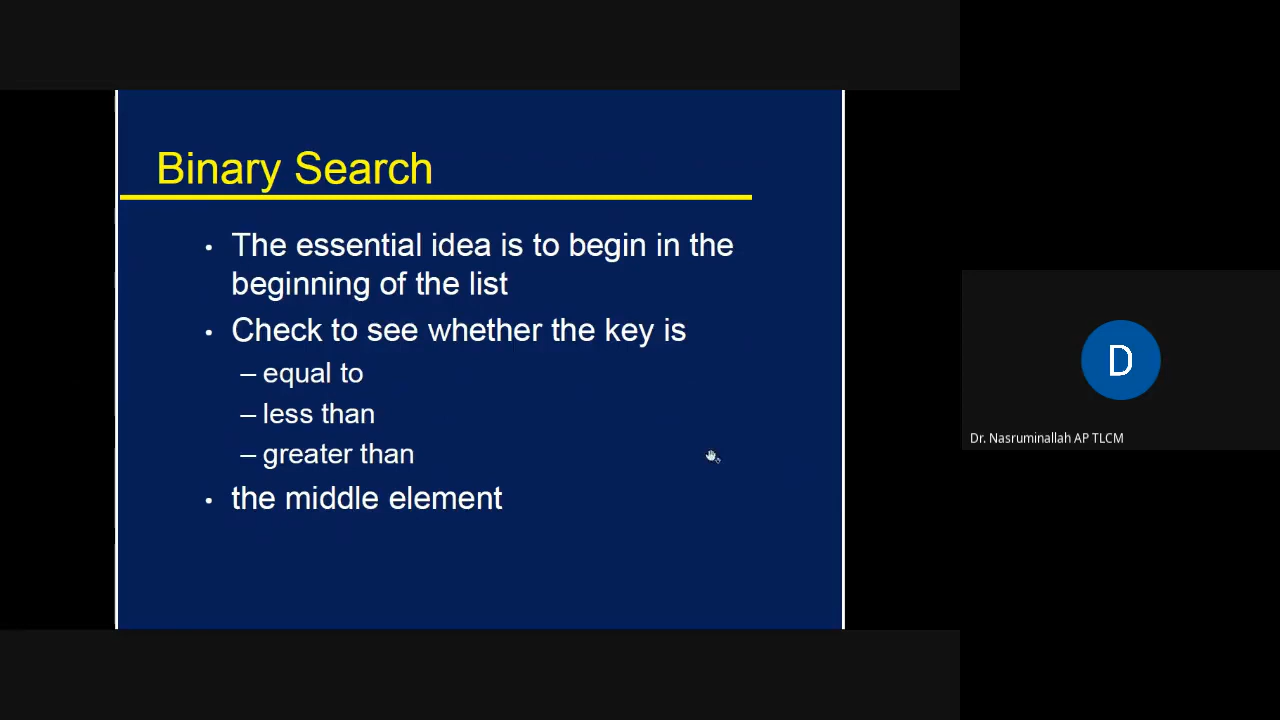 Binary Search
• The essential idea is to begin in the
beginning of the list
• Check to see whether the key is
– equal to
– less than
– greater than
• the middle element
D
Dr. Nasruminallah AP TLCM